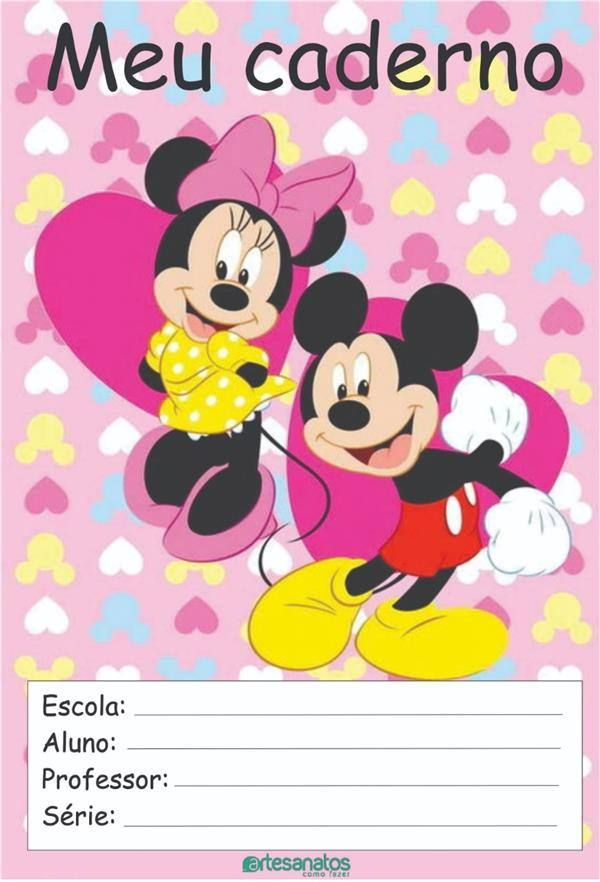 Meu caderno
Escola:
Aluno:
Professor:
Série:
artesanatos
como fazer